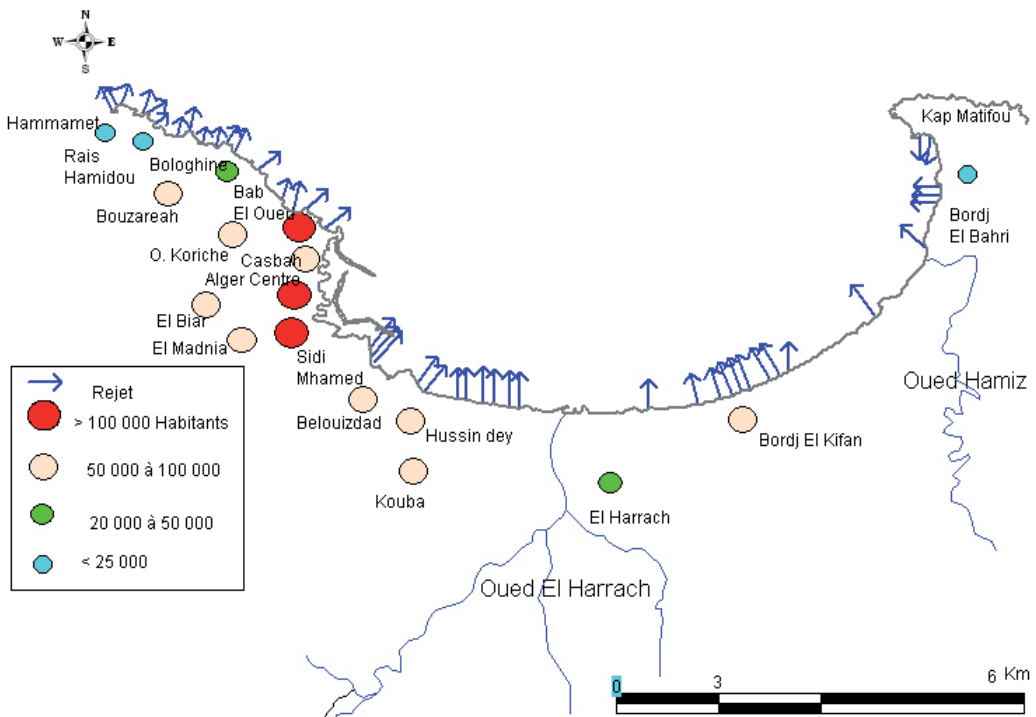 N
W E
S
Hammamet
Rais
Hamidou
Bologhine
Bouzareah
Bab
El Oued
O. Koriche
Casbah
Alger Centre
El Biar
El Madnia
Sidi
Mhamed
Belouizdad
Hussin dey
Kouba
El Harrach
Bordj El Kifan
Kap Matifou
Bordj
El Bahri
Oued Hamiz
Oued El Harrach
Rejet
> 100 000 Habitants
50 000 à 100 000
20 000 à 50 000
< 25 000
0 3 6 Km